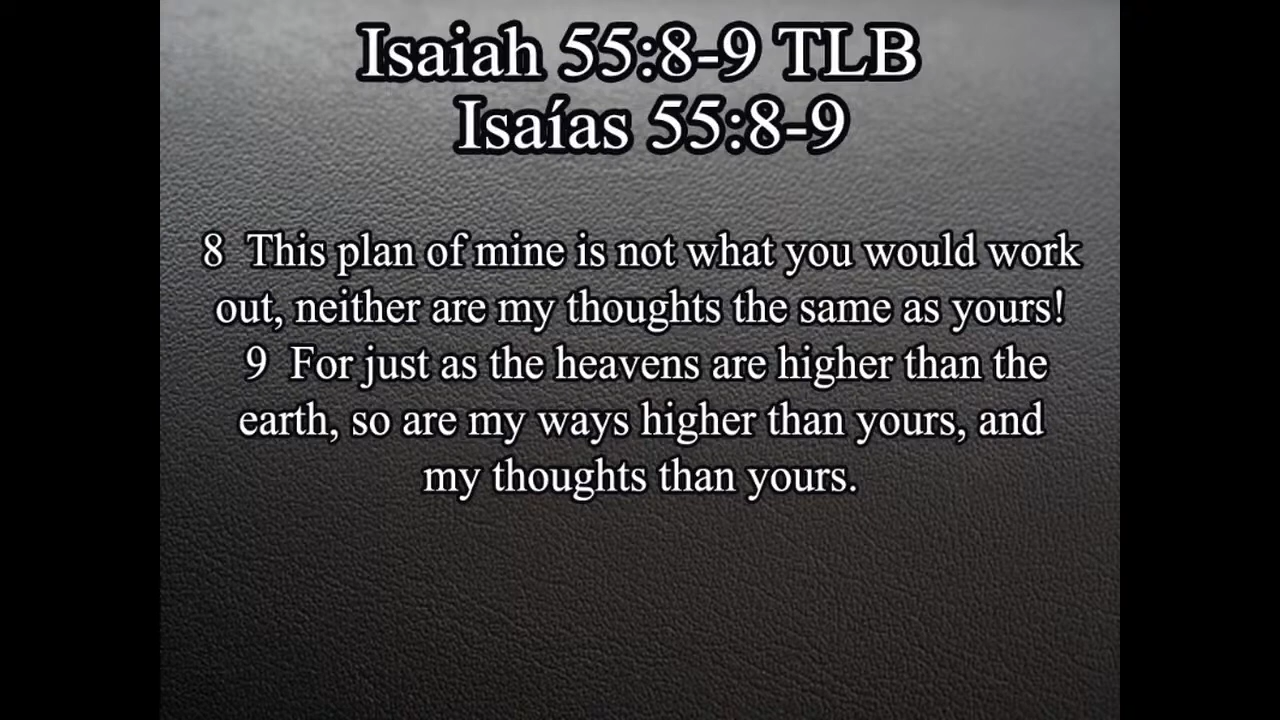 Isaiah 55:8-9 TLB
Isaías 55:8-9
8 This plan of mine is not what you would work
out, neither are my thoughts the same as yours!
9 For just as the heavens are higher than the
earth, so are my ways higher than yours, and
my thoughts than yours.